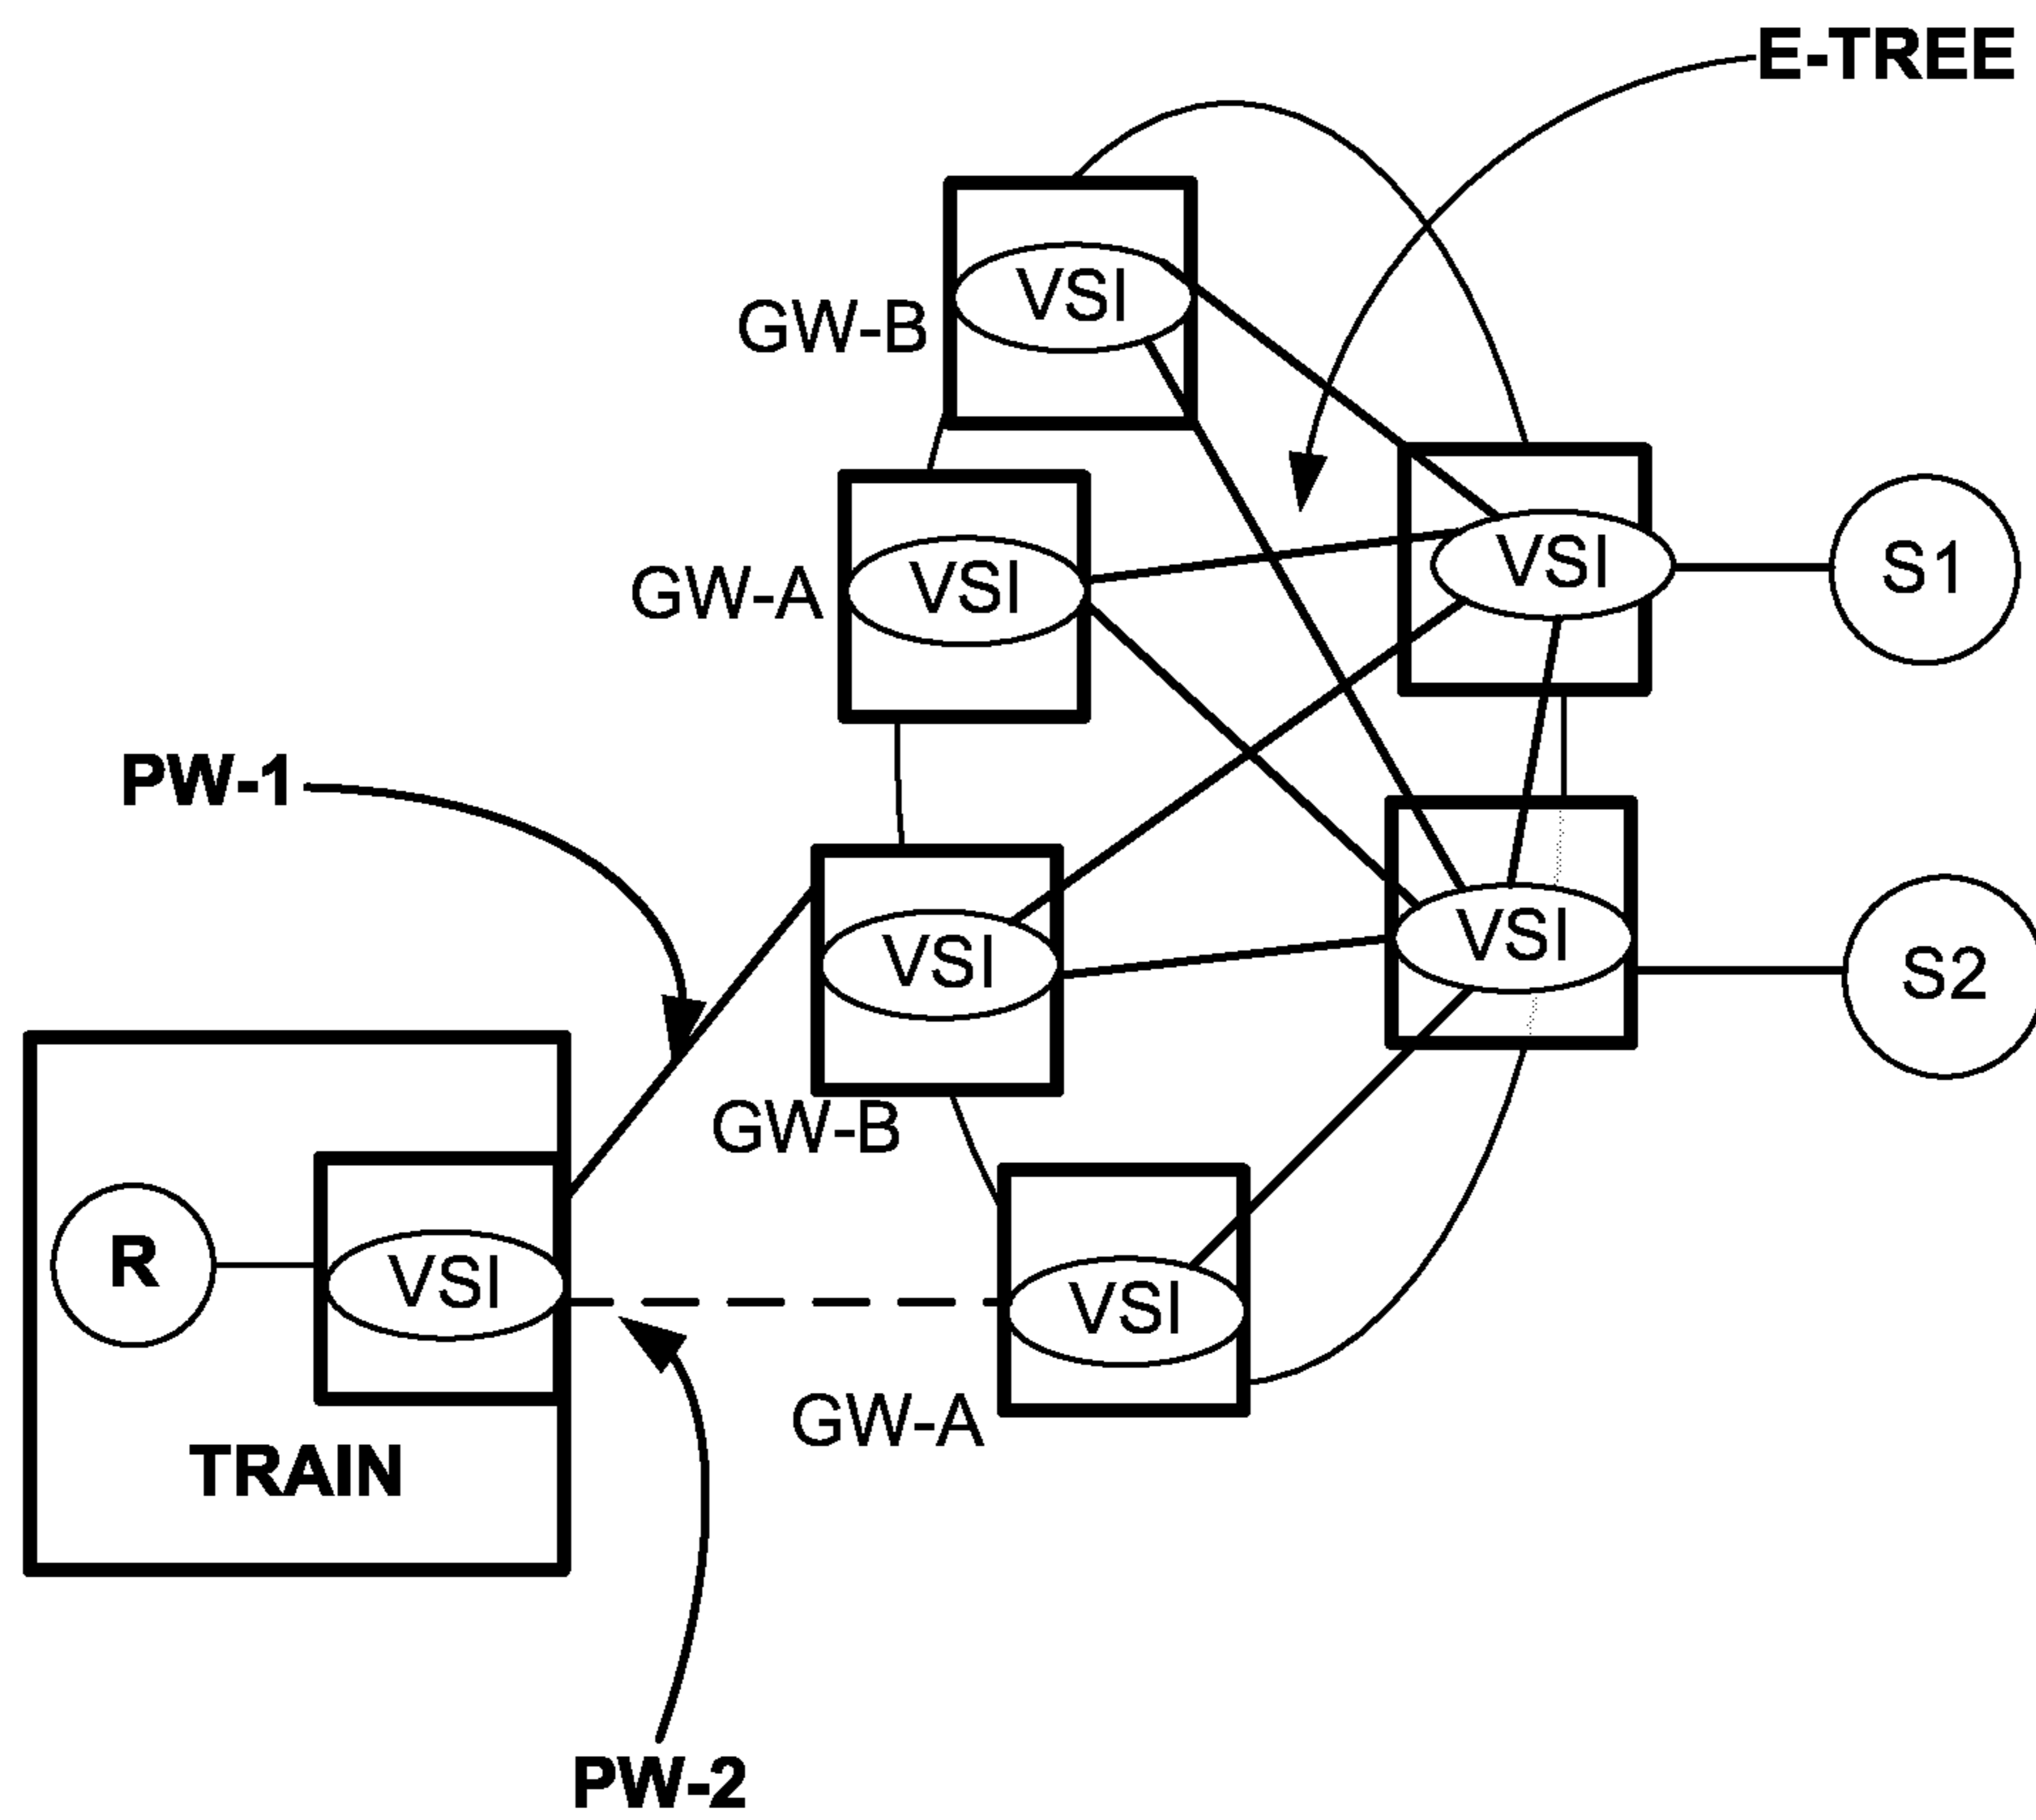 E-TREE
VSI
GW-B
VSI
GW-A
VSI
S1
PW-1
VSI
GW-B
VSI
S2
R
VSI
TRAIN
VSI
GW-A
PW-2